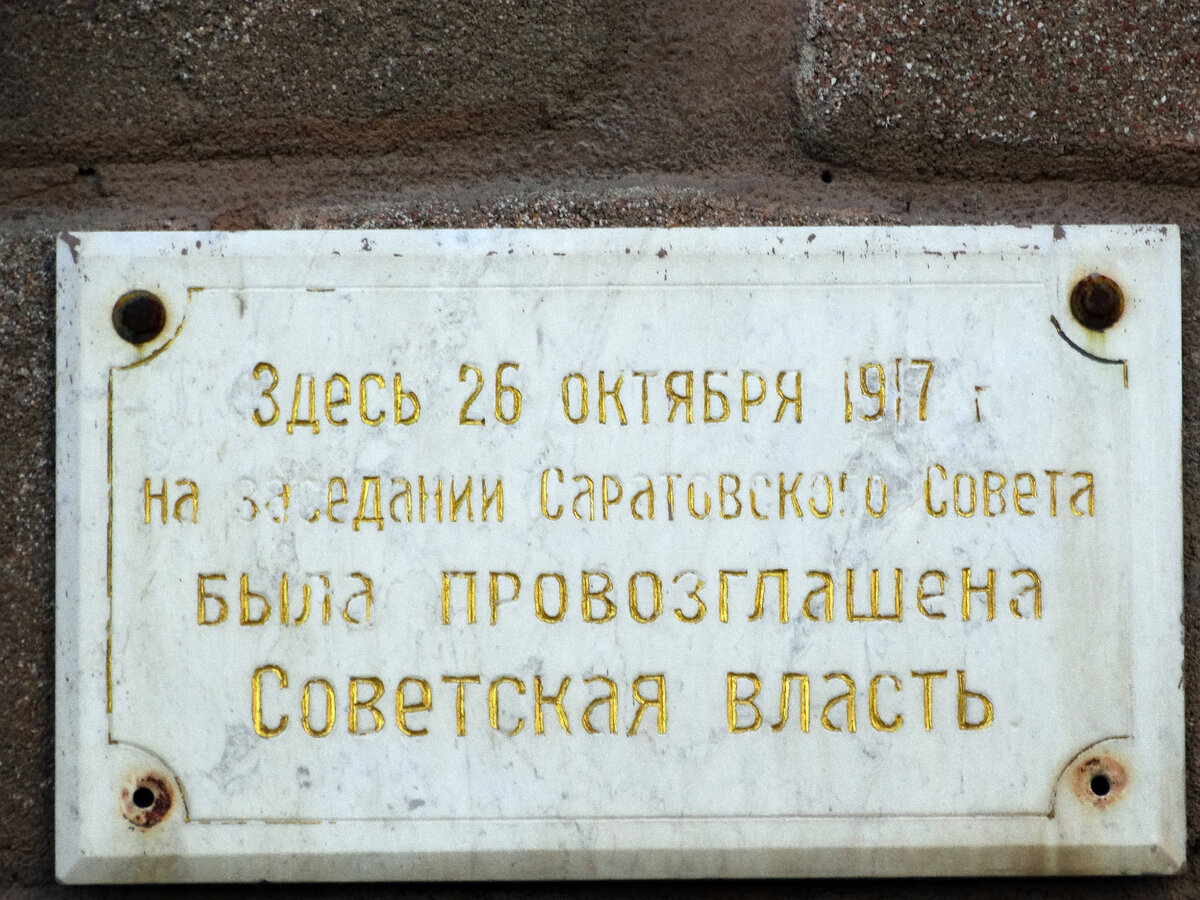 Здесь 26 октября 1917 г
на заседании Саратовского Совета
была провозглашена
Советская власть